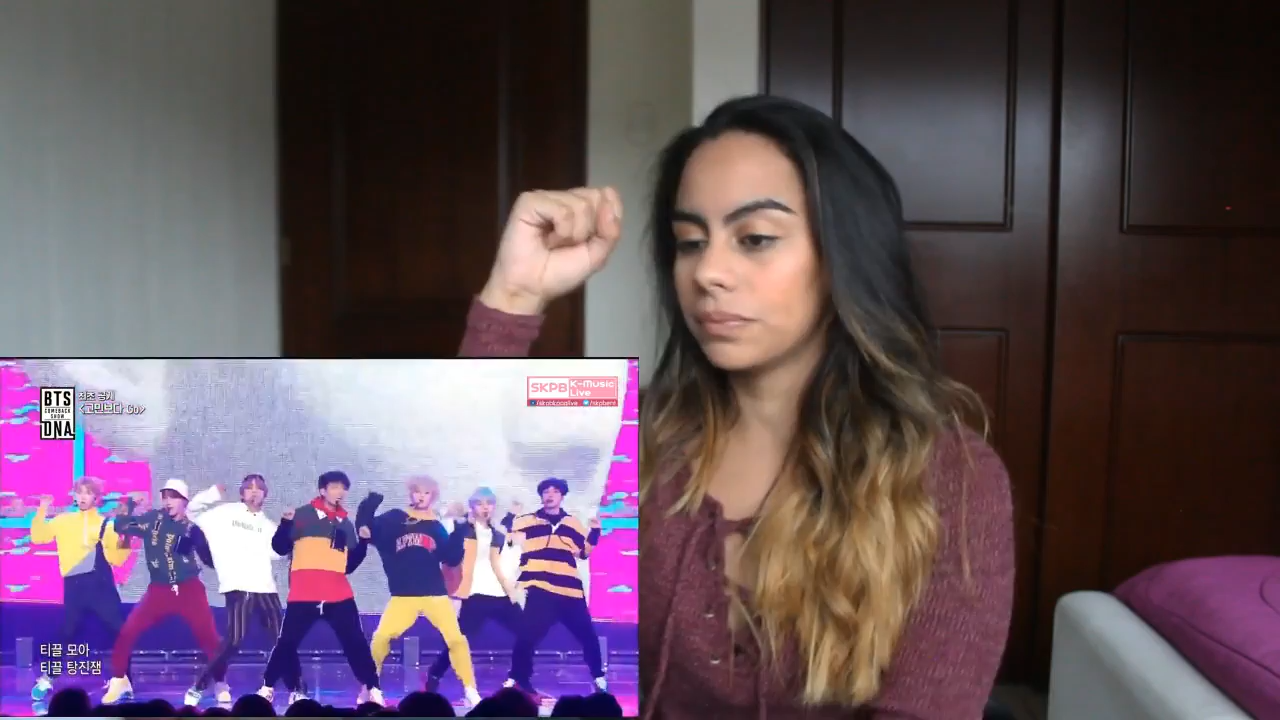 BTS
COMEBACK
SHOW
DNA
최초 공개
<고민보다 Go>
SKPB K-Music
Live
티끌 모아
티끌 탕진잼